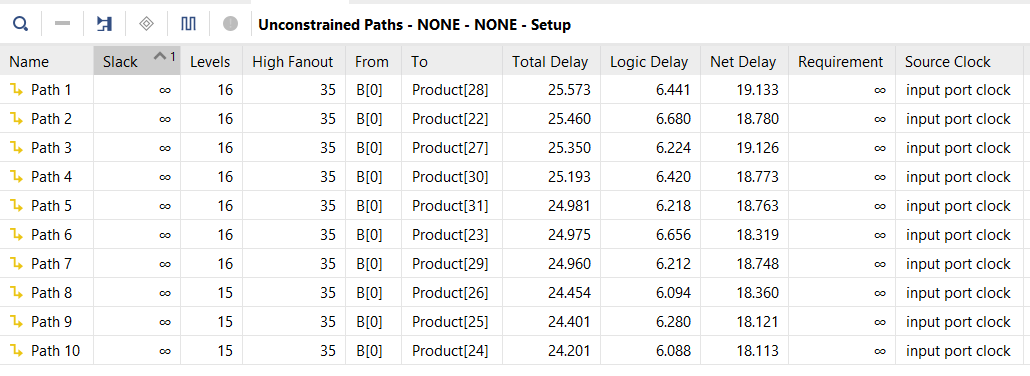 Unconstrained Paths - NONE - NONE - Setup
Name Slack 1 Levels High Fanout From To Total Delay Logic Delay Net Delay Requirement Source Clock
Path 1 ∞ 16 35 B[0] Product[28] 25.573 6.441 19.133 ∞ input port clock
Path 2 ∞ 16 35 B[0] Product[22] 25.460 6.680 18.780 ∞ input port clock
Path 3 ∞ 16 35 B[0] Product[27] 25.350 6.224 19.126 ∞ input port clock
Path 4 ∞ 16 35 B[0] Product[30] 25.193 6.420 18.773 ∞ input port clock
Path 5 ∞ 16 35 B[0] Product[31] 24.981 6.218 18.763 ∞ input port clock
Path 6 ∞ 16 35 B[0] Product[23] 24.975 6.656 18.319 ∞ input port clock
Path 7 ∞ 16 35 B[0] Product[29] 24.960 6.212 18.748 ∞ input port clock
Path 8 ∞ 15 35 B[0] Product[26] 24.454 6.094 18.360 ∞ input port clock
Path 9 ∞ 15 35 B[0] Product[25] 24.401 6.280 18.121 ∞ input port clock
Path 10 ∞ 15 35 B[0] Product[24] 24.201 6.088 18.113 ∞ input port clock